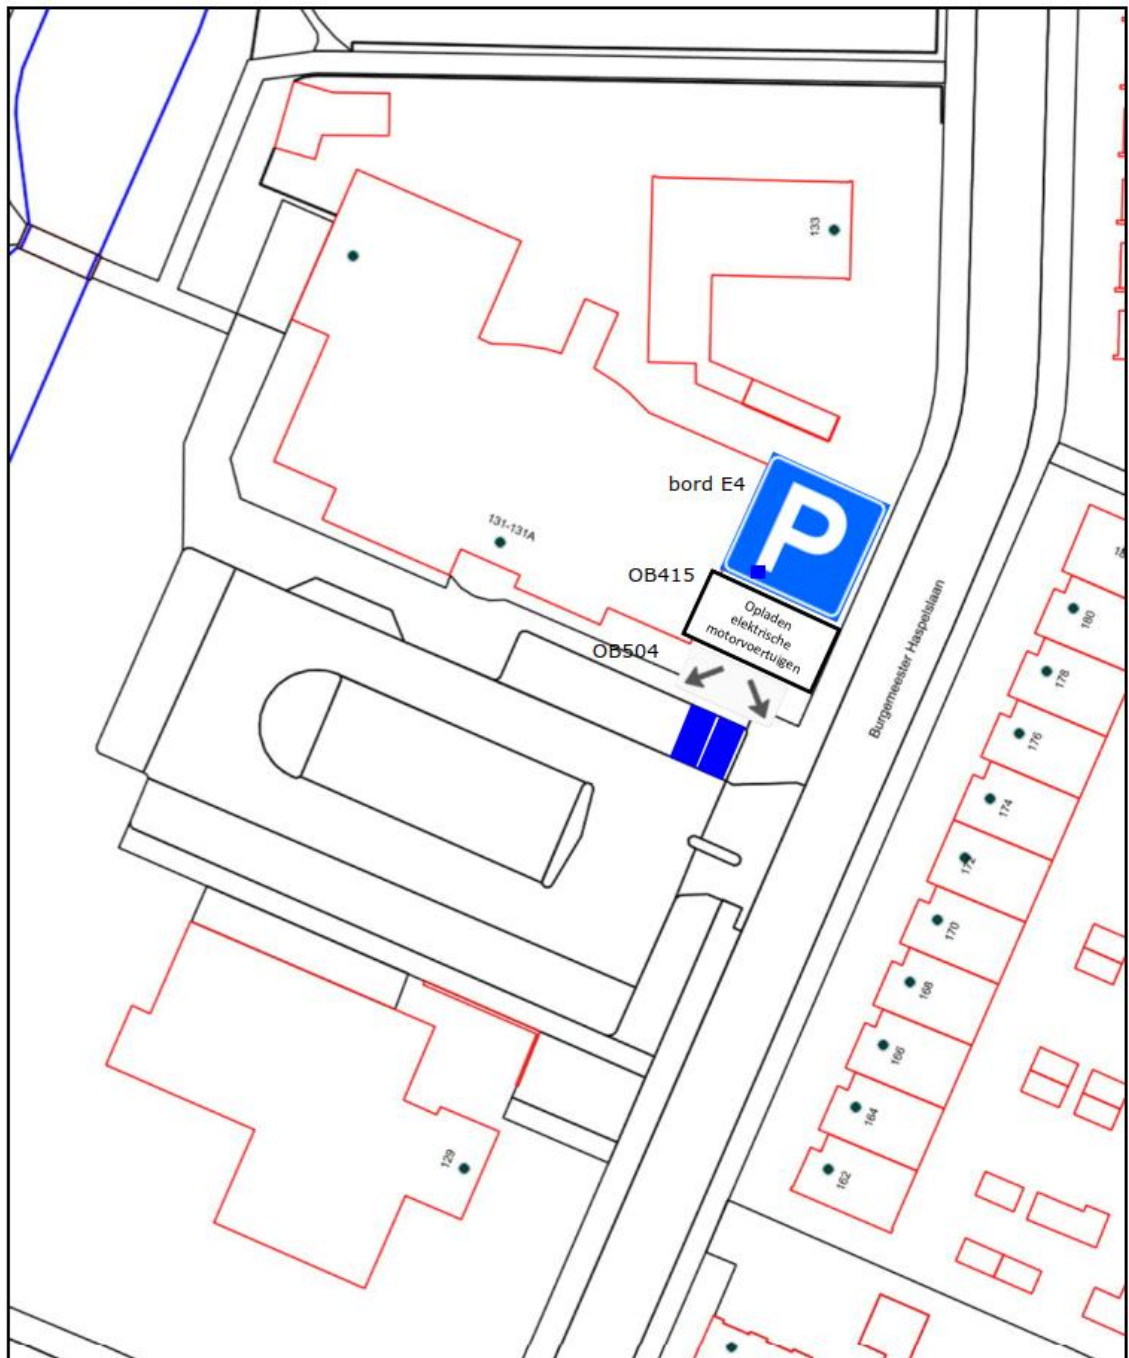 133
bord E4
P
131-131A
OB415
Opladen
elektrische
motorvoertuigen
OB504
Burgemeester Haspelslaan
180
178
176
174
172
170
168
166
164
129
162